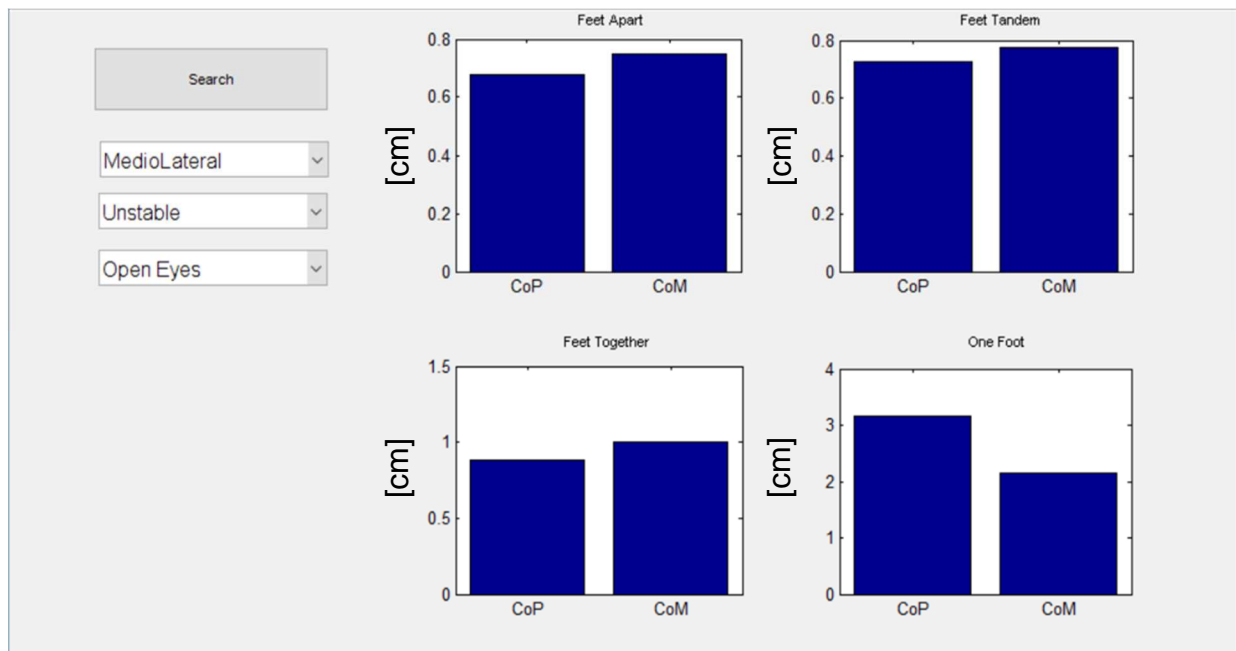 Search
MedioLateral
Unstable
Open Eyes
Feet Apart
0.8
0.6
0.4
0.2
0
[cm]
CoP CoM
Feet Tandem
0.8
0.6
0.4
0.2
0
[cm]
CoP CoM
Feet Together
1.5
1
0.5
0
[cm]
CoP CoM
One Foot
4
3
2
1
0
[cm]
CoP CoM